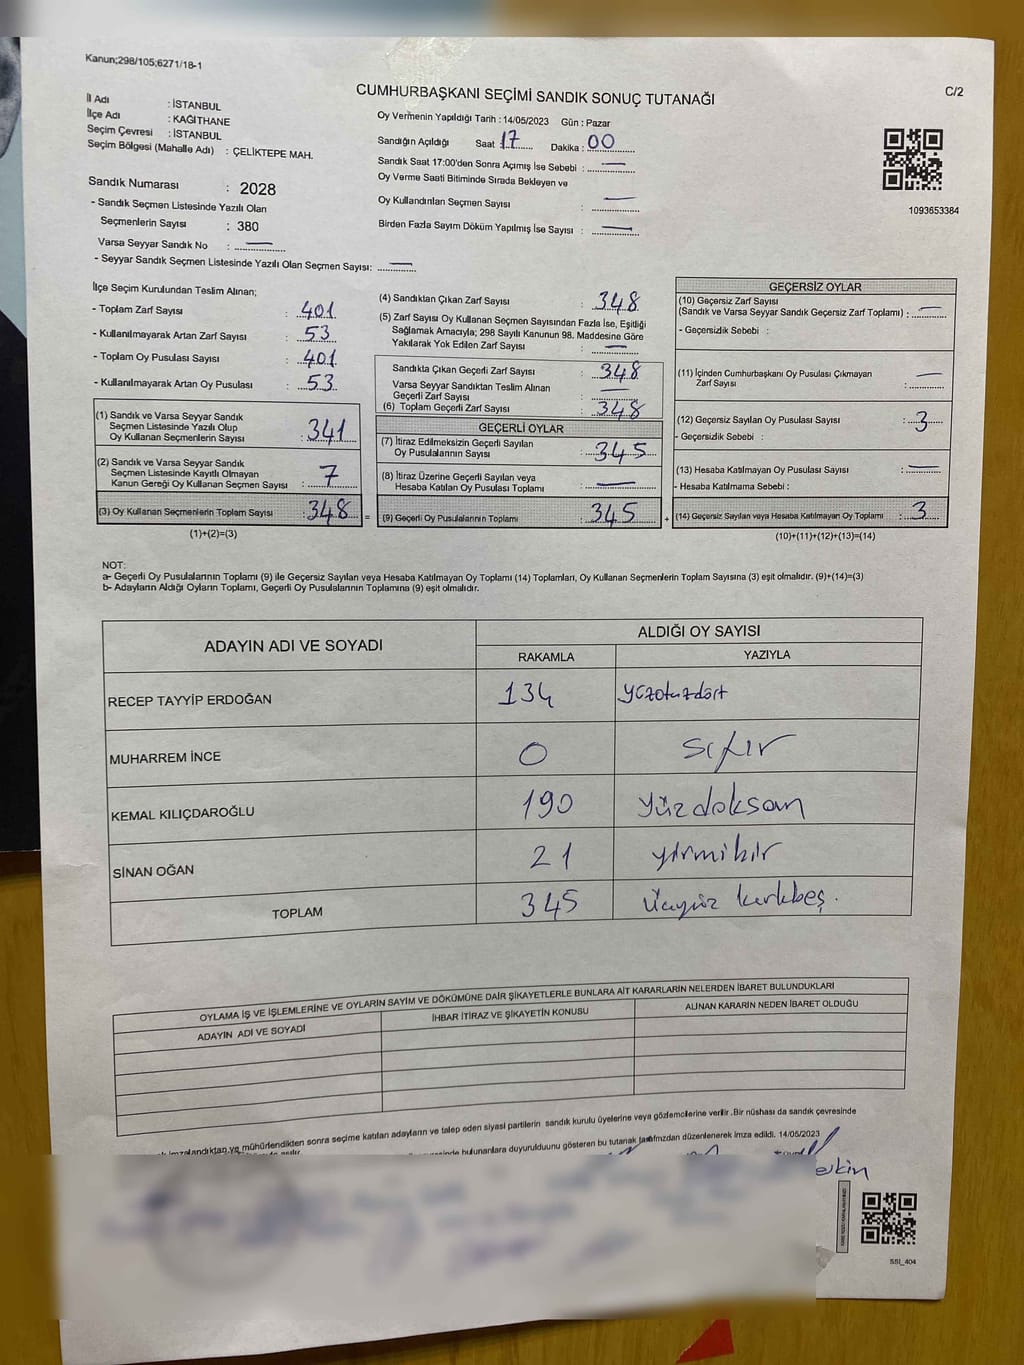 Kanun;298/105;6271/18-1
CUMHURBAŞKANI SEÇİMİ SANDIK SONUÇ TUTANAĞI
C/2
İl Adı : İSTANBUL
İlçe Adı : KAĞITHANE
Seçim Çevresi : İSTANBUL
Seçim Bölgesi (Mahalle Adı) : ÇELİKTEPE MAH.
Sandık Numarası : 2028
- Sandık Seçmen Listesinde Yazılı Olan
Seçmenlerin Sayısı : 380
Varsa Seyyar Sandık No : —
- Seyyar Sandık Seçmen Listesinde Yazılı Olan Seçmen Sayısı: —
Oy Vermenin Yapıldığı Tarih : 14/05/2023 Gün : Pazar
Sandığın Açıldığı Saat 17 Dakika : 00
Sandık Saat 17:00'den Sonra Açımış İse Sebebi : —
Oy Verme Saati Bitiminde Sırada Bekleyen ve
Oy Kullandırılan Seçmen Sayısı : —
Birden Fazla Sayım Döküm Yapılmış İse Sayısı : —
1093653384
İlçe Seçim Kurulundan Teslim Alınan;
- Toplam Zarf Sayısı : 401
- Kullanılmayarak Artan Zarf Sayısı : 53
- Toplam Oy Pusulası Sayısı : 401
- Kullanılmayarak Artan Oy Pusulası : 53
(1) Sandık ve Varsa Seyyar Sandık
Seçmen Listesinde Yazılı Olup
Oy Kullanan Seçmenlerin Sayısı : 341
(2) Sandık ve Varsa Seyyar Sandık
Seçmen Listesinde Kayıtlı Olmayan
Kanun Gereği Oy Kullanan Seçmen Sayısı : 7
(3) Oy Kullanan Seçmenlerin Toplam Sayısı : 348 =
(1)+(2)=(3)
(4) Sandıktan Çıkan Zarf Sayısı : 348
(5) Zarf Sayısı Oy Kullanan Seçmen Sayısından Fazla İse, Eşitliği
Sağlamak Amacıyla; 298 Sayılı Kanunun 98. Maddesine Göre
Yakılarak Yok Edilen Zarf Sayısı : —
Sandıkta Çıkan Geçerli Zarf Sayısı : 348
Varsa Seyyar Sandıktan Teslim Alınan
Geçerli Zarf Sayısı : —
(6) Toplam Geçerli Zarf Sayısı : 348
GEÇERLİ OYLAR
(7) İtiraz Edilmeksizin Geçerli Sayılan
Oy Pusulalarının Sayısı : 345
(8) İtiraz Üzerine Geçerli Sayılan veya
Hesaba Katılan Oy Pusulası Toplamı : —
(9) Geçerli Oy Pusulalarının Toplamı : 345 +
GEÇERSİZ OYLAR
(10) Geçersiz Zarf Sayısı
(Sandık ve Varsa Seyyar Sandık Geçersiz Zarf Toplamı) : —
- Geçersizlik Sebebi :
(11) İçinden Cumhurbaşkanı Oy Pusulası Çıkmayan
Zarf Sayısı : —
(12) Geçersiz Sayılan Oy Pusulası Sayısı : 3
- Geçersizlik Sebebi :
(13) Hesaba Katılmayan Oy Pusulası Sayısı : —
- Hesaba Katılmama Sebebi :
(14) Geçersiz Sayılan veya Hesaba Katılmayan Oy Toplamı : 3
(10)+(11)+(12)+(13)=(14)
NOT:
a- Geçerli Oy Pusulalarının Toplamı (9) ile Geçersiz Sayılan veya Hesaba Katılmayan Oy Toplamı (14) Toplamları, Oy Kullanan Seçmenlerin Toplam Sayısına (3) eşit olmalıdır. (9)+(14)=(3)
b- Adayların Aldığı Oyların Toplamı, Geçerli Oy Pusulalarının Toplamına (9) eşit olmalıdır.
ADAYIN ADI VE SOYADI ALDIĞI OY SAYISI
RAKAMLA YAZIYLA
RECEP TAYYİP ERDOĞAN 134 yüzotuzdört
MUHARREM İNCE 0 sıfır
KEMAL KILIÇDAROĞLU 190 yüzdoksan
SİNAN OĞAN 21 yirmibir
TOPLAM 345 üçyüz kırkbeş.
OYLAMA İŞ VE İŞLEMLERİNE VE OYLARIN SAYIM VE DÖKÜMÜNE DAİR ŞİKAYETLERLE BUNLARA AİT KARARLARIN NELERDEN İBARET BULUNDUKLARI
ADAYIN ADI VE SOYADI İHBAR İTİRAZ VE ŞİKAYETİN KONUSU ALINAN KARARIN NEDEN İBARET OLDUĞU
mühürlendikten sonra seçime katılan adayların ve talep eden siyasi partilerin sandık kurulu üyelerine veya gözlemcilerine verilir .Bir nüshası da sandık çevresinde
bulunanlara duyurulduunu gösteren bu tutanak tarafımzdan düzenlenerek imza edildi. 14/05/2023
SSI_404